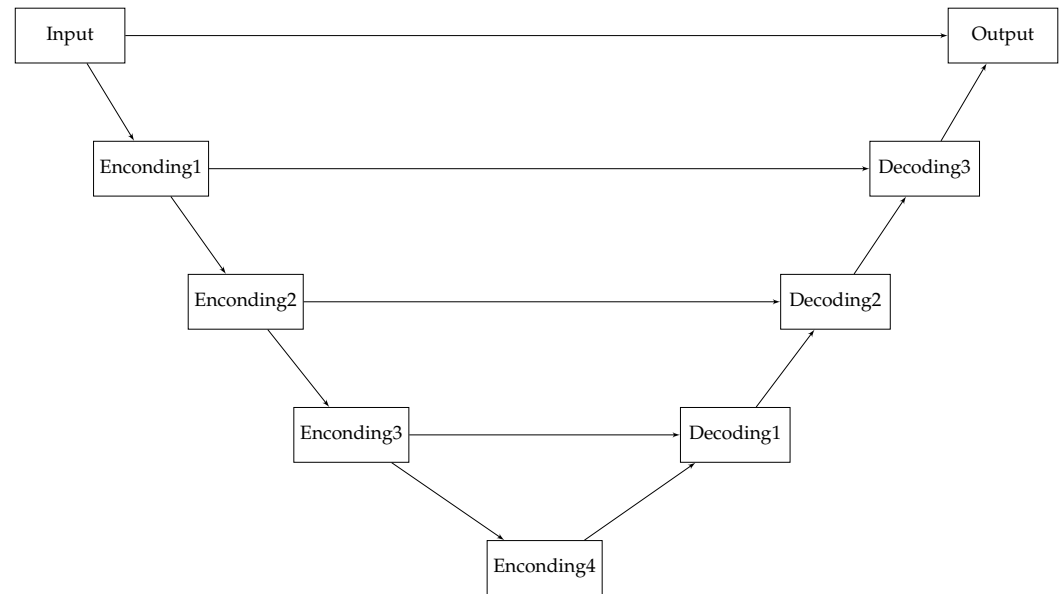 Input
Output
Enconding1
Decoding3
Enconding2
Decoding2
Enconding3
Decoding1
Enconding4